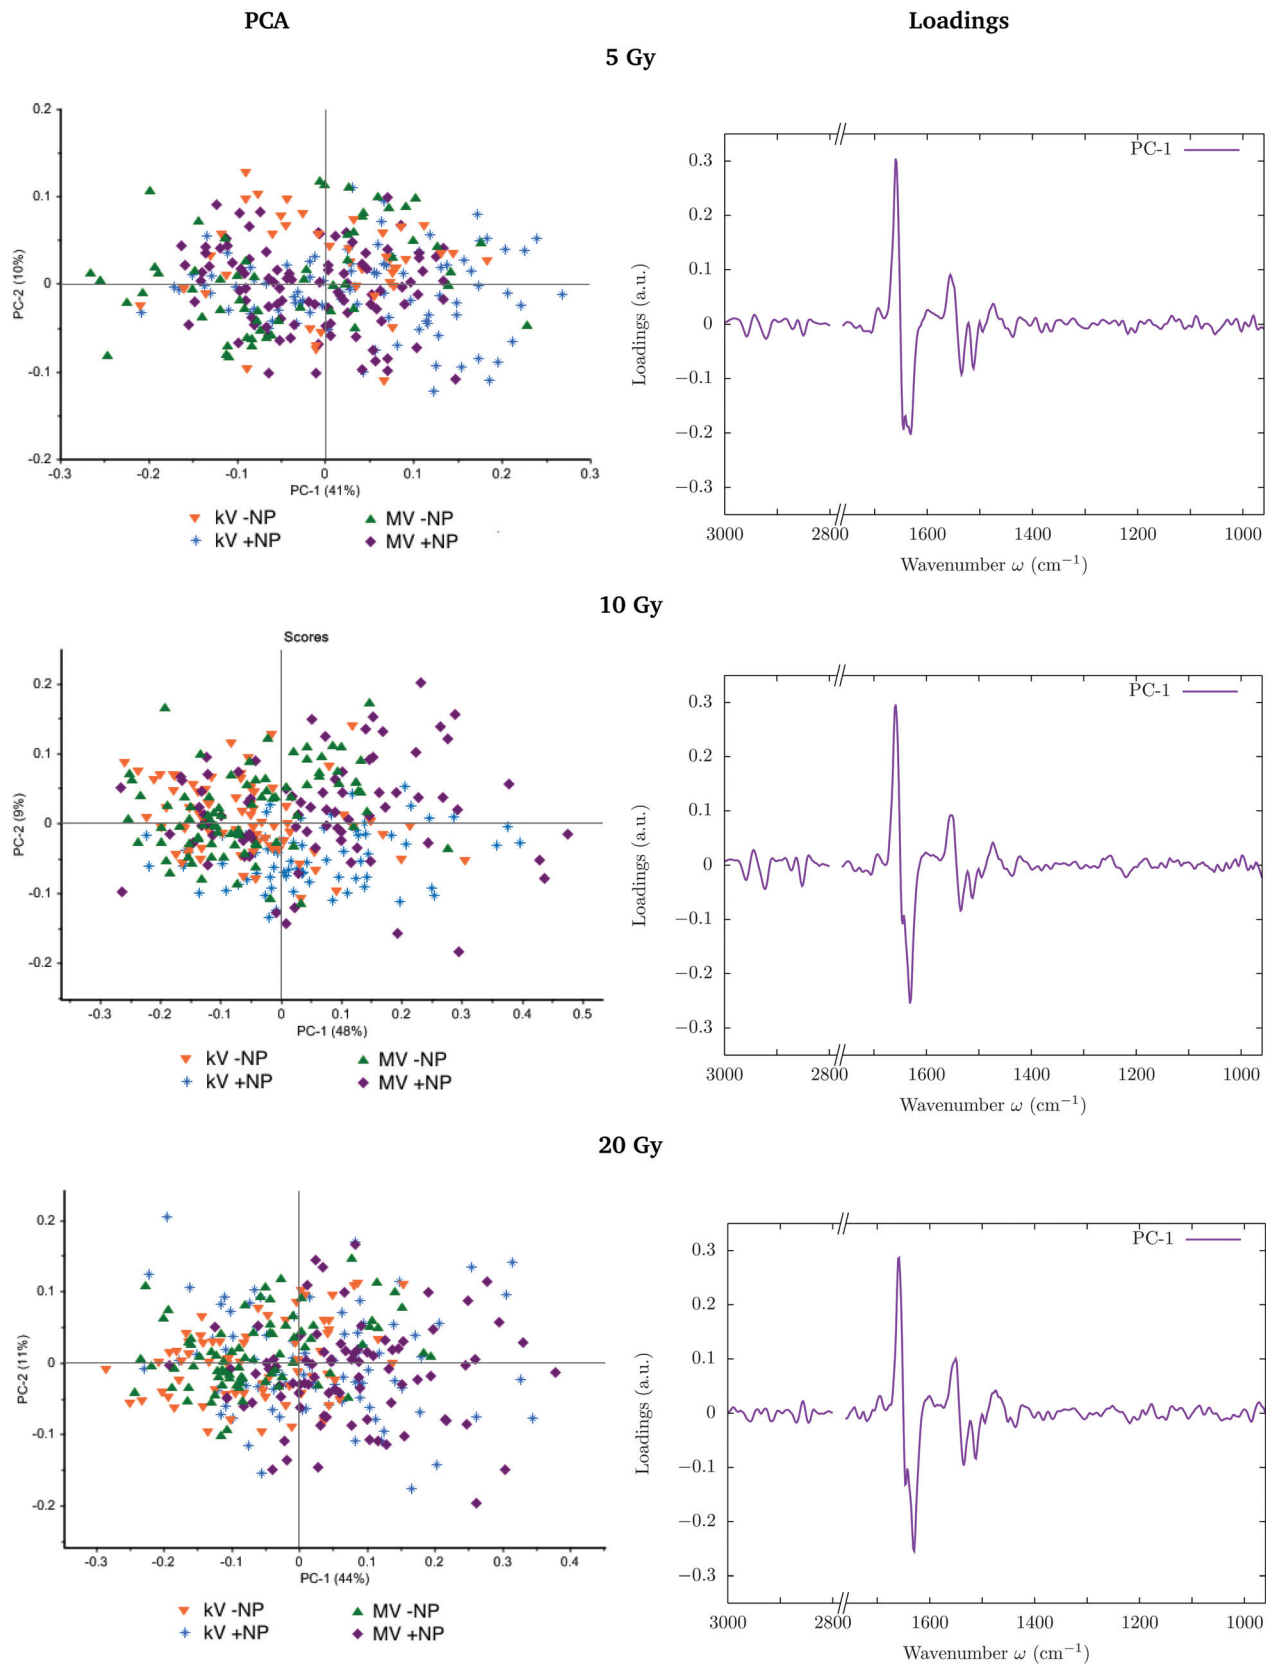 PCA Loadings
5 Gy
0.2
0.1
0
-0.1
-0.2
PC-2 (10%)
-0.3 -0.2 -0.1 0 0.1 0.2 0.3
PC-1 (41%)
kV -NP MV -NP
kV +NP MV +NP
PC-1
0.3
0.2
0.1
0
−0.1
−0.2
−0.3
Loadings (a.u.)
3000 2800 1600 1400 1200 1000
Wavenumber ω (cm−1)
10 Gy
Scores
0.2
0.1
0
-0.1
-0.2
PC-2 (9%)
-0.3 -0.2 -0.1 0 0.1 0.2 0.3 0.4 0.5
PC-1 (48%)
kV -NP MV -NP
kV +NP MV +NP
PC-1
0.3
0.2
0.1
0
−0.1
−0.2
−0.3
Loadings (a.u.)
3000 2800 1600 1400 1200 1000
Wavenumber ω (cm−1)
20 Gy
0.2
0.1
0
-0.1
-0.2
PC-2 (11%)
-0.3 -0.2 -0.1 0 0.1 0.2 0.3 0.4
PC-1 (44%)
kV -NP MV -NP
kV +NP MV +NP
PC-1
0.3
0.2
0.1
0
−0.1
−0.2
−0.3
Loadings (a.u.)
3000 2800 1600 1400 1200 1000
Wavenumber ω (cm−1)